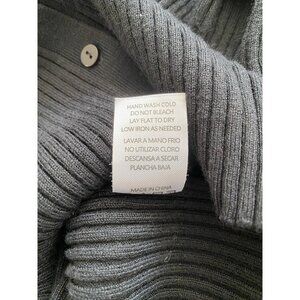 HAND WASH COLD
DO NOT BLEACH
LAY FLAT TO DRY
LOW IRON AS NEEDED
LAVAR A MANO FRIO
NO UTILIZAR CLORO
DESCANSA A SECAR
PLANCHA BAJA
MADE IN CHINA